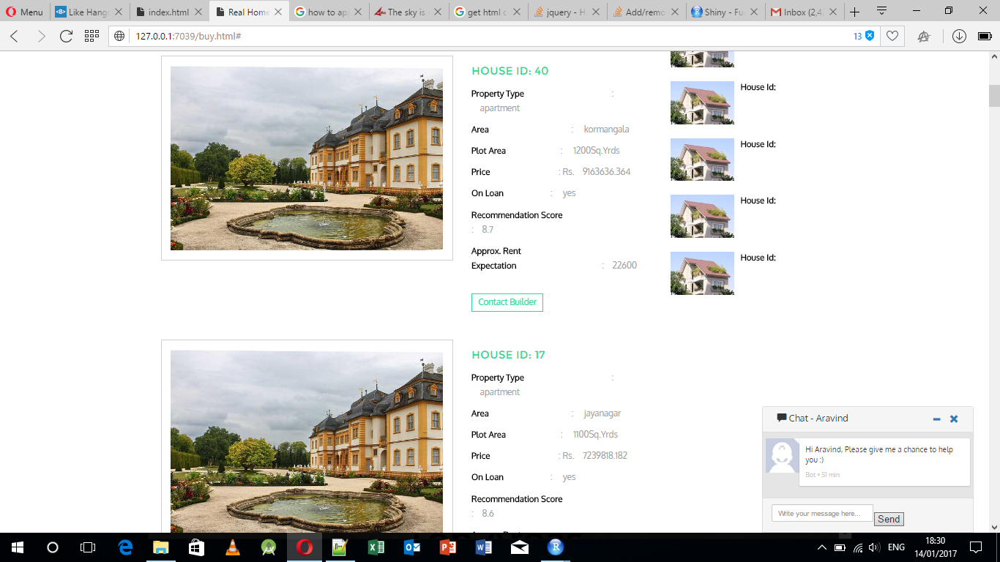 Menu
Like Hango
index.html
Real Home
how to ap
The sky is
get html c
jquery - H
Add/remo
Shiny - Fu
Inbox (2,4
127.0.0.1:7039/buy.html#
13
HOUSE ID: 40
Property Type :
apartment
Area : kormangala
Plot Area : 1200Sq.Yrds
Price : Rs. 9163636.364
On Loan : yes
Recommendation Score
: 8.7
Approx. Rent
Expectation : 22600
Contact Builder
House Id:
House Id:
House Id:
House Id:
HOUSE ID: 17
Property Type :
apartment
Area : jayanagar
Plot Area : 1100Sq.Yrds
Price : Rs. 7239818.182
On Loan : yes
Recommendation Score
: 8.6
Chat - Aravind
Hi Aravind, Please give me a chance to help
you :)
Bot • 51 min
Write your message here...
Send
ENG
18:30
14/01/2017